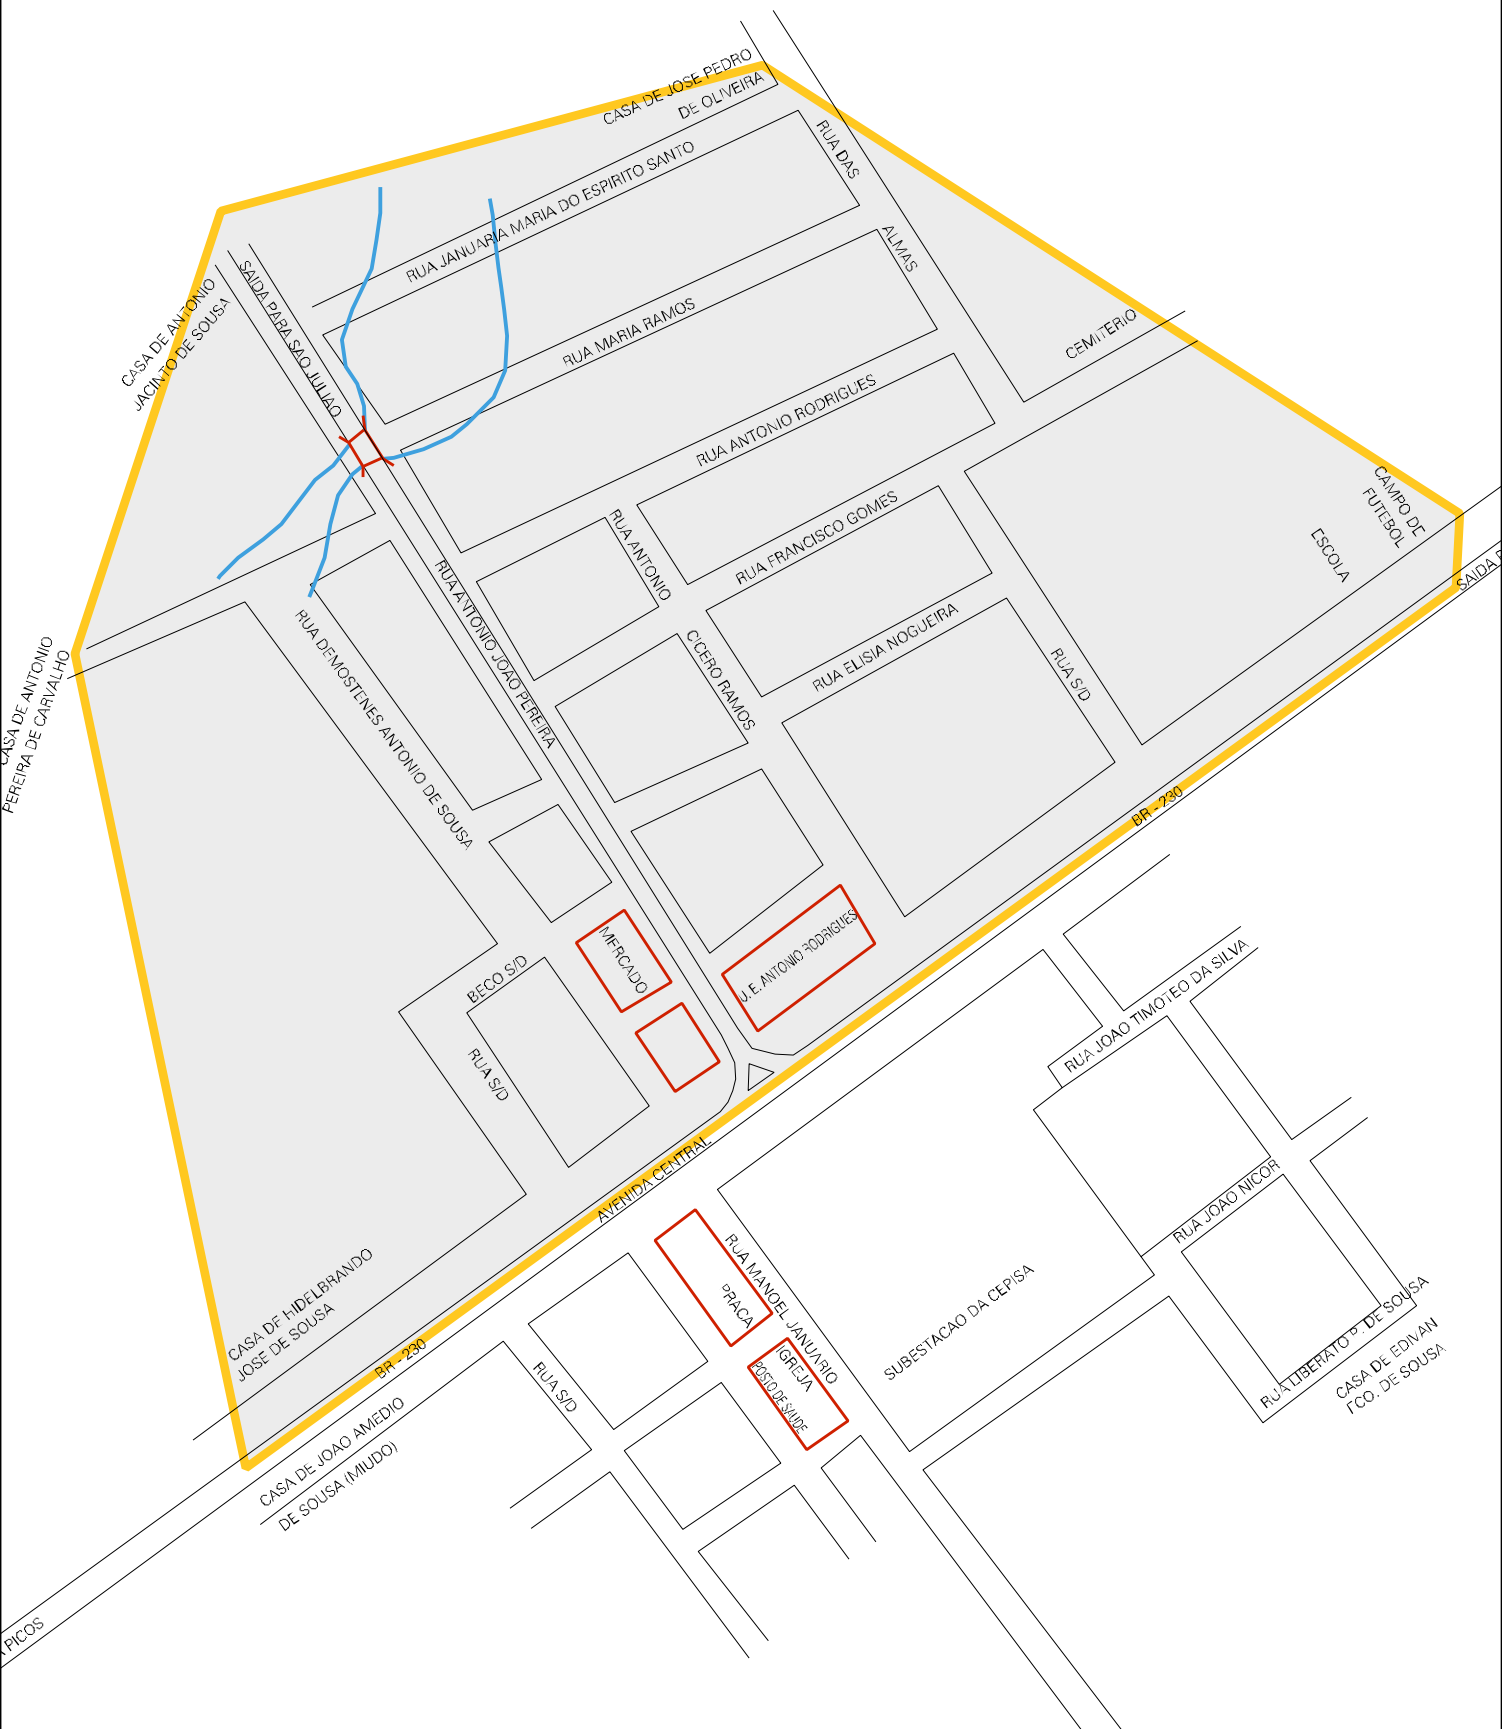 CASA DE JOSE PEDRO
DE OLIVEIRA
RUA DAS
ALMAS
RUA JANUARIA MARIA DO ESPIRITO SANTO
SAIDA PARA SAO JULIAO
CASA DE ANTONIO
JACINTO DE SOUSA
RUA MARIA RAMOS
CEMITERIO
RUA ANTONIO RODRIGUES
CAMPO DE
FUTEBOL
ESCOLA
SAIDA
RUA FRANCISCO GOMES
RUA ANTONIO
CICERO RAMOS
RUA ANTONIO JOAO PEREIRA
RUA ELISIA NOGUEIRA
RUA S/D
RUA DEMOSTENES ANTONIO DE SOUSA
CASA DE ANTONIO
PEREIRA DE CARVALHO
BR - 230
U. E. ANTONIO RODRIGUES
MERCADO
BECO S/D
RUA S/D
RUA JOAO TIMOTEO DA SILVA
AVENIDA CENTRAL
RUA JOAO NICOR
RUA MANOEL JANUARIO
PRACA
IGREJA
POSTO DE SAUDE
SUBESTACAO DA CEPISA
RUA LIBERATO P. DE SOUSA
CASA DE EDIVAN
FCO. DE SOUSA
CASA DE HIDELBRANDO
JOSE DE SOUSA
BR - 230
RUA S/D
CASA DE JOAO AMEDIO
DE SOUSA (MIUDO)
PICOS